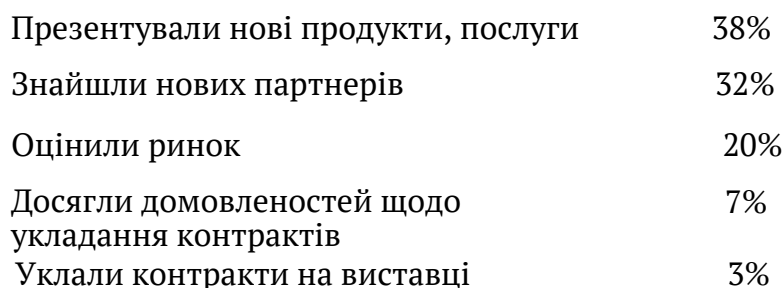 Презентували нові продукти, послуги 38%
Знайшли нових партнерів 32%
Оцінили ринок 20%
Досягли домовленостей щодо 7%
укладання контрактів
Уклали контракти на виставці 3%